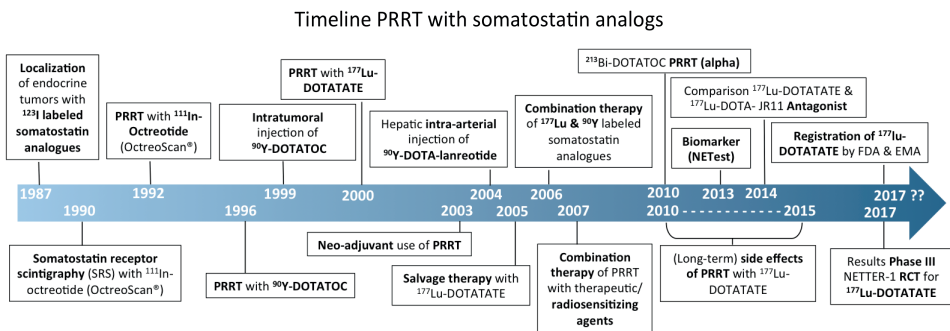 Timeline PRRT with somatostatin analogs
Localization
of endocrine
tumors with
¹²³I labeled
somatostatin
analogues
PRRT with ¹¹¹In-
Octreotide
(OctreoScan®)
Intratumoral
injection of
⁹⁰Y-DOTATOC
PRRT with ¹⁷⁷Lu-
DOTATATE
Hepatic intra-arterial
injection of
⁹⁰Y-DOTA-lanreotide
Combination therapy
of ¹⁷⁷Lu & ⁹⁰Y labeled
somatostatin
analogues
²¹³Bi-DOTATOC PRRT (alpha)
Biomarker
(NETest)
Comparison ¹⁷⁷Lu-DOTATATE &
¹⁷⁷Lu-DOTA- JR11 Antagonist
Registration of ¹⁷⁷lu-
DOTATATE by FDA & EMA
1987 1992 1999 2000 2004 2006 2010 2013 2014 2017 ??
1990 1996 2003 2005 2007 2010 - - - - - - - - - - 2015 2017
Somatostatin receptor
scintigraphy (SRS) with ¹¹¹In-
octreotide (OctreoScan®)
PRRT with ⁹⁰Y-DOTATOC
Neo-adjuvant use of PRRT
Salvage therapy with
¹⁷⁷Lu-DOTATATE
Combination
therapy of PRRT
with therapeutic/
radiosensitizing
agents
(Long-term) side effects
of PRRT with ¹⁷⁷Lu-
DOTATATE
Results Phase III
NETTER-1 RCT for
¹⁷⁷Lu-DOTATATE